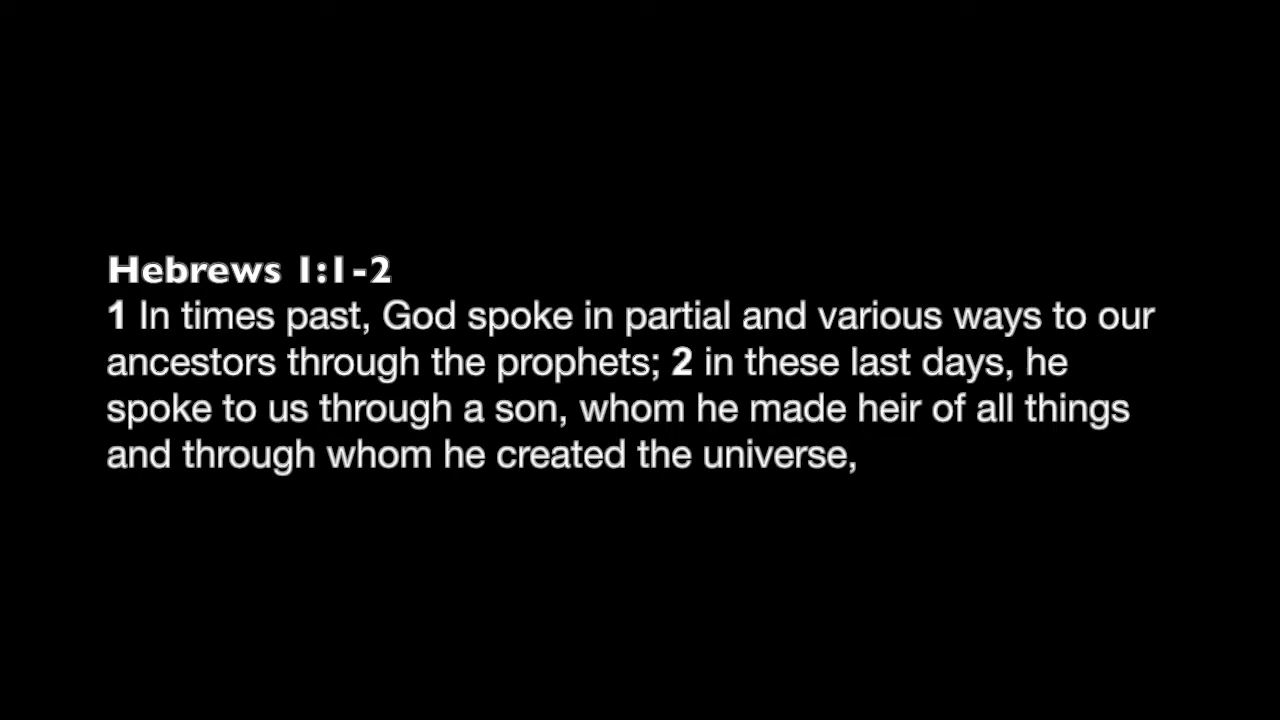 Hebrews 1:1-2
1 In times past, God spoke in partial and various ways to our
ancestors through the prophets; 2 in these last days, he
spoke to us through a son, whom he made heir of all things
and through whom he created the universe,